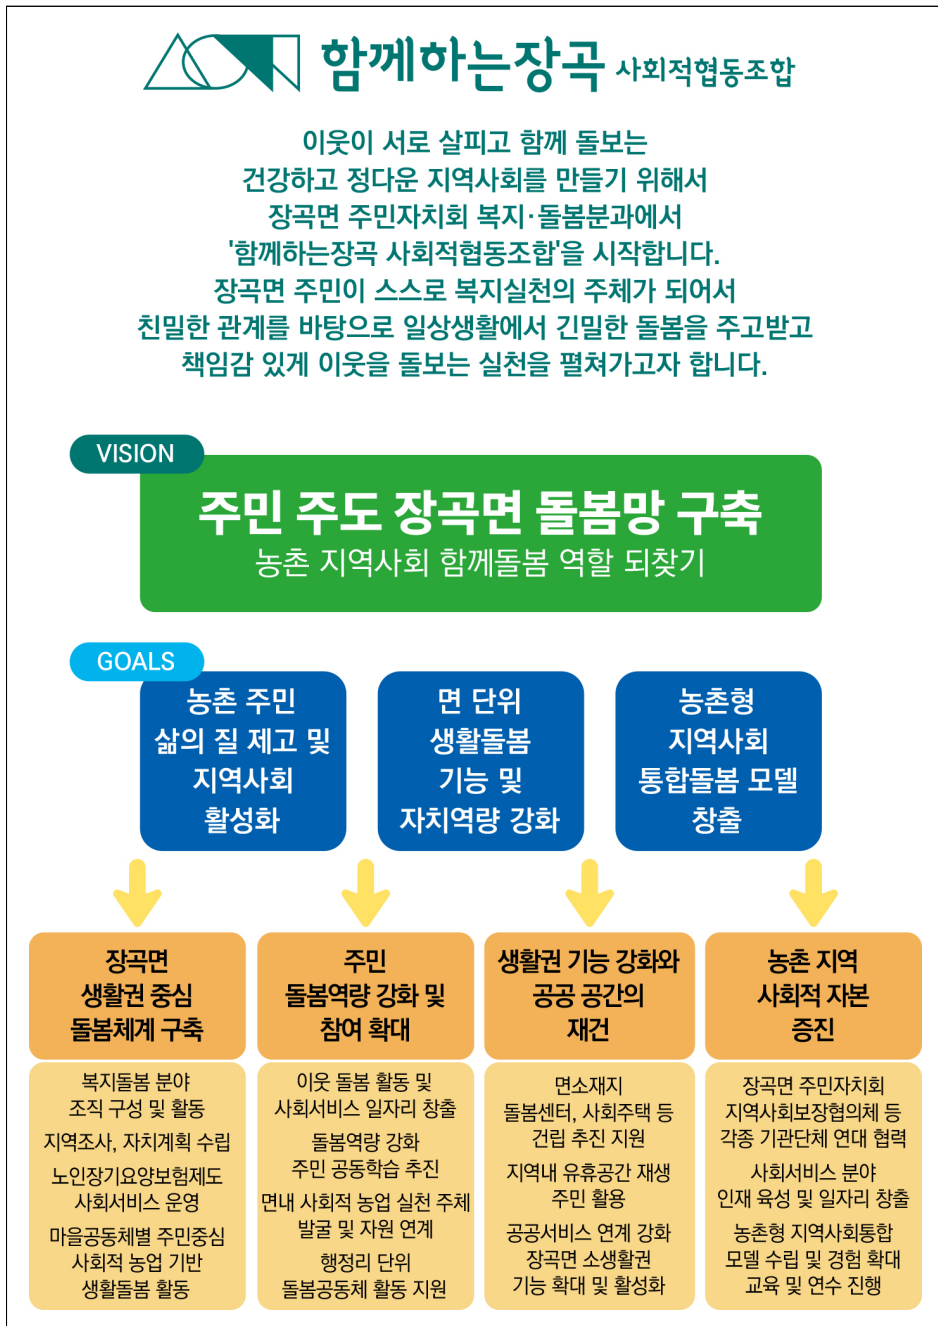 함께하는장곡 사회적협동조합
이웃이 서로 살피고 함께 돌보는
건강하고 정다운 지역사회를 만들기 위해서
장곡면 주민자치회 복지·돌봄분과에서
'함께하는장곡 사회적협동조합'을 시작합니다.
장곡면 주민이 스스로 복지실천의 주체가 되어서
친밀한 관계를 바탕으로 일상생활에서 긴밀한 돌봄을 주고받고
책임감 있게 이웃을 돌보는 실천을 펼쳐가고자 합니다.
VISION
주민 주도 장곡면 돌봄망 구축
농촌 지역사회 함께돌봄 역할 되찾기
GOALS
농촌 주민
삶의 질 제고 및
지역사회
활성화
면 단위
생활돌봄
기능 및
자치역량 강화
농촌형
지역사회
통합돌봄 모델
창출
장곡면
생활권 중심
돌봄체계 구축
복지돌봄 분야
조직 구성 및 활동
지역조사, 자치계획 수립
노인장기요양보험제도
사회서비스 운영
마을공동체별 주민중심
사회적 농업 기반
생활돌봄 활동
주민
돌봄역량 강화 및
참여 확대
이웃 돌봄 활동 및
사회서비스 일자리 창출
돌봄역량 강화
주민 공동학습 추진
면내 사회적 농업 실천 주체
발굴 및 자원 연계
행정리 단위
돌봄공동체 활동 지원
생활권 기능 강화와
공공 공간의
재건
면소재지
돌봄센터, 사회주택 등
건립 추진 지원
지역내 유휴공간 재생
주민 활용
공공서비스 연계 강화
장곡면 소생활권
기능 확대 및 활성화
농촌 지역
사회적 자본
증진
장곡면 주민자치회
지역사회보장협의체 등
각종 기관단체 연대 협력
사회서비스 분야
인재 육성 및 일자리 창출
농촌형 지역사회통합
모델 수립 및 경험 확대
교육 및 연수 진행